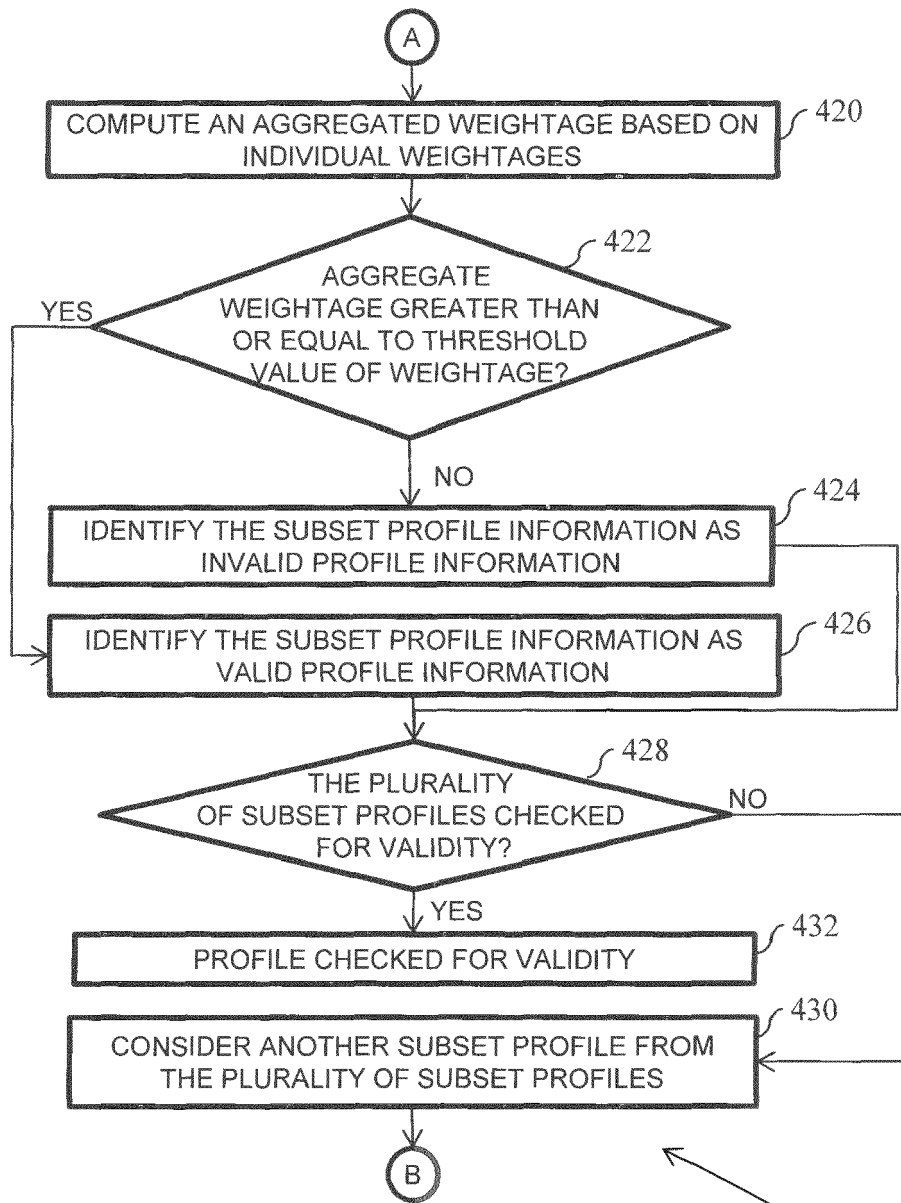 A
COMPUTE AN AGGREGATED WEIGHTAGE BASED ON
INDIVIDUAL WEIGHTAGES
420
422
AGGREGATE
WEIGHTAGE GREATER THAN
OR EQUAL TO THRESHOLD
VALUE OF WEIGHTAGE?
YES
NO
424
IDENTIFY THE SUBSET PROFILE INFORMATION AS
INVALID PROFILE INFORMATION
426
IDENTIFY THE SUBSET PROFILE INFORMATION AS
VALID PROFILE INFORMATION
428
THE PLURALITY
OF SUBSET PROFILES CHECKED
FOR VALIDITY?
NO
YES
432
PROFILE CHECKED FOR VALIDITY
430
CONSIDER ANOTHER SUBSET PROFILE FROM
THE PLURALITY OF SUBSET PROFILES
B